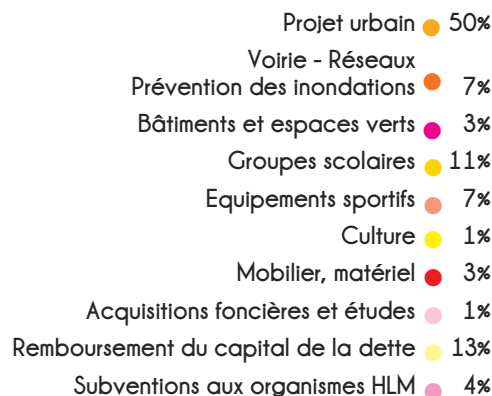 Projet urbain 50%
Voirie - Réseaux
Prévention des inondations 7%
Bâtiments et espaces verts 3%
Groupes scolaires 11%
Equipements sportifs 7%
Culture 1%
Mobilier, matériel 3%
Acquisitions foncières et études 1%
Remboursement du capital de la dette 13%
Subventions aux organismes HLM 4%